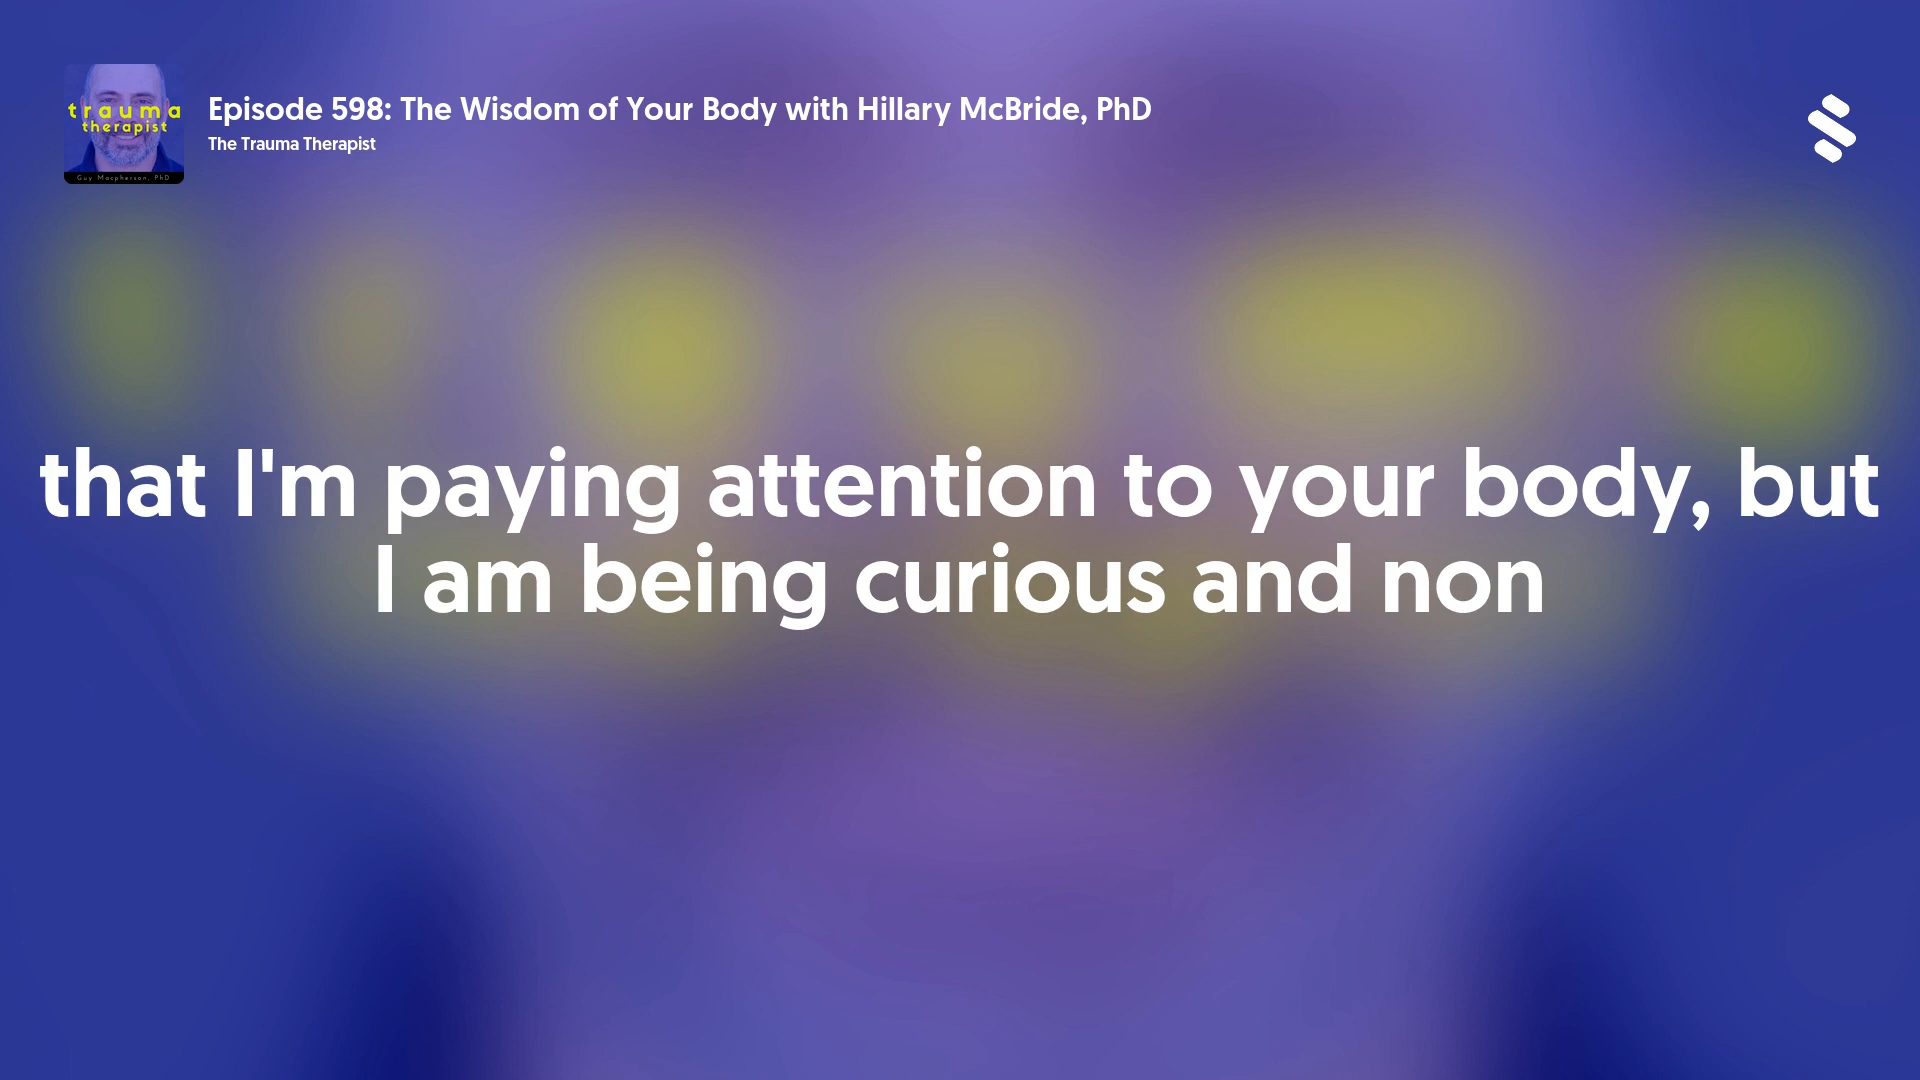 trauma
therapist
Guy Macpherson, PhD
Episode 598: The Wisdom of Your Body with Hillary McBride, PhD
The Trauma Therapist
that I'm paying attention to your body, but
I am being curious and non